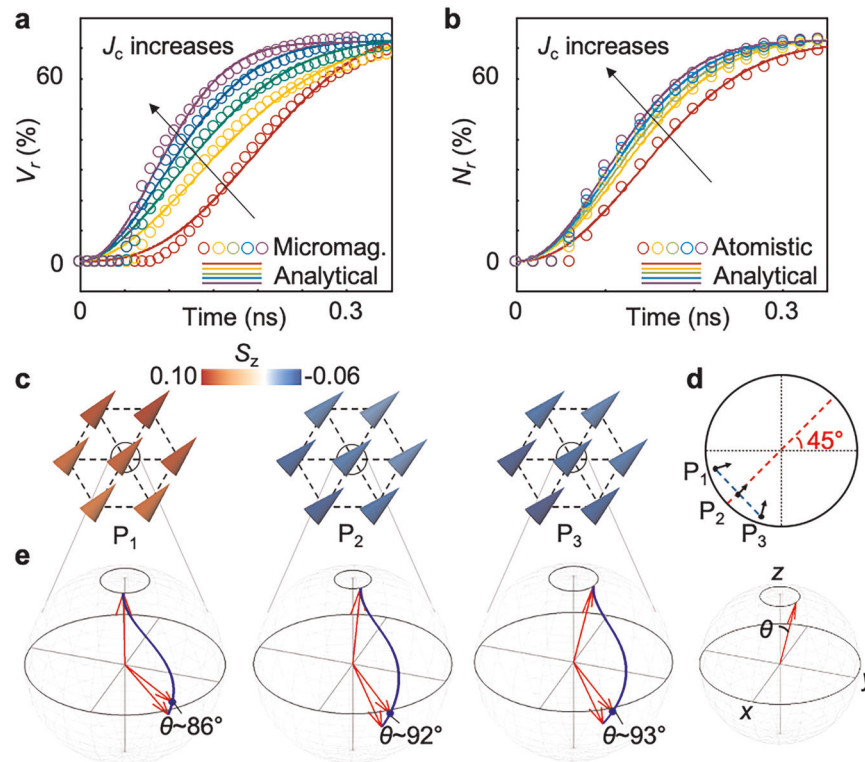 a
J_c increases
60
V_r (%)
0
Micromag.
Analytical
0
0.3
Time (ns)
b
J_c increases
60
N_r (%)
0
Atomistic
Analytical
0
0.3
Time (ns)
c
S_z
0.10
-0.06
P_1
P_2
P_3
d
45°
P_1
P_2
P_3
e
θ~86°
θ~92°
θ~93°
z
θ
y
x